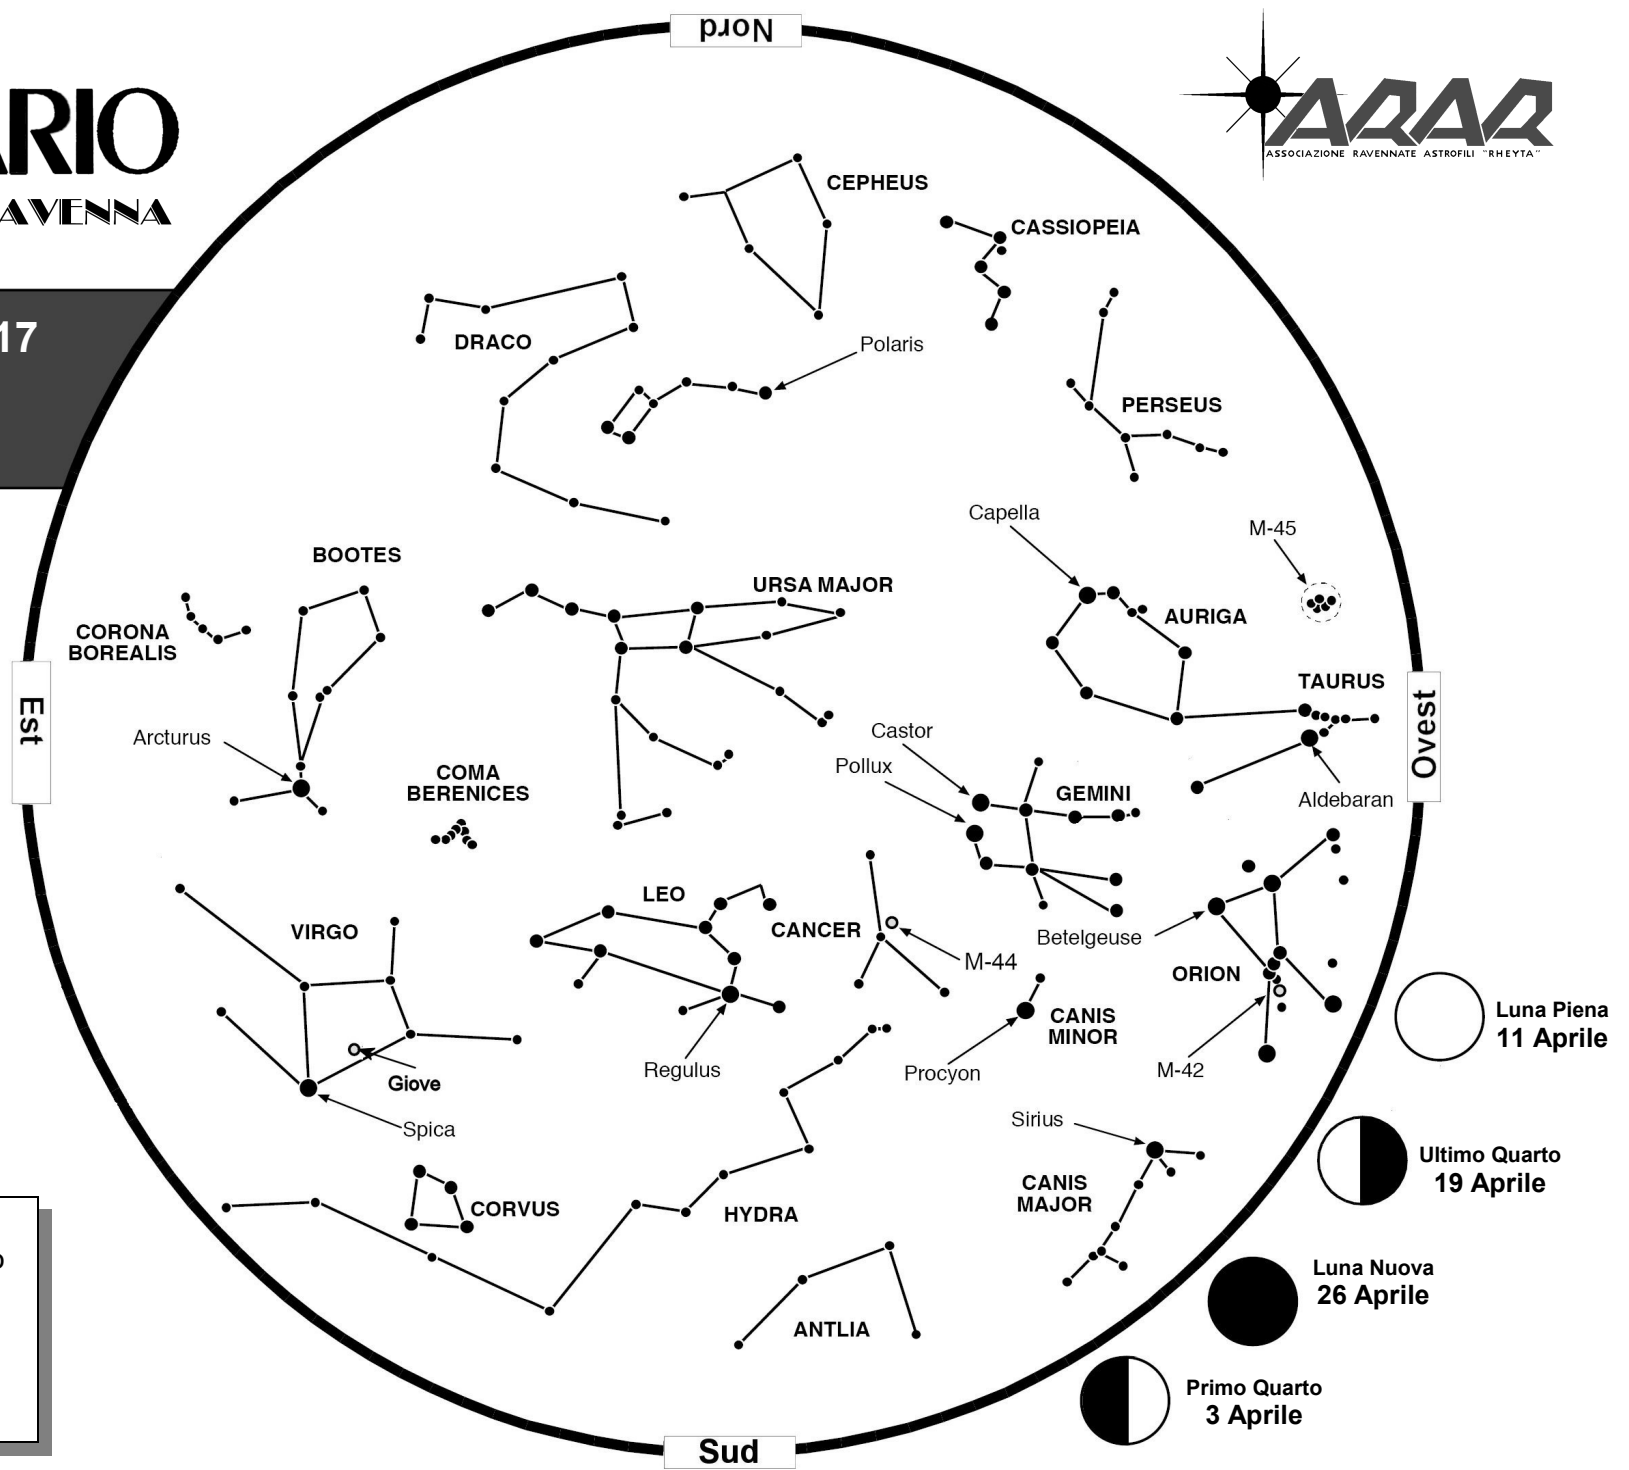 Nord
ARIO
AVENNA
17
ARAR
ASSOCIAZIONE RAVENNATE ASTROFILI "RHEYTA"
CEPHEUS
CASSIOPEIA
DRACO
Polaris
PERSEUS
Capella
M-45
BOOTES
URSA MAJOR
AURIGA
CORONA
BOREALIS
TAURUS
Est
Ovest
Arcturus
Castor
Pollux
COMA
BERENICES
GEMINI
Aldebaran
LEO
VIRGO
CANCER
Betelgeuse
M-44
ORION
CANIS
MINOR
Luna Piena
11 Aprile
Regulus
Procyon
M-42
Giove
Spica
Sirius
Ultimo Quarto
19 Aprile
CANIS
MAJOR
CORVUS
HYDRA
Luna Nuova
26 Aprile
ANTLIA
Primo Quarto
3 Aprile
Sud